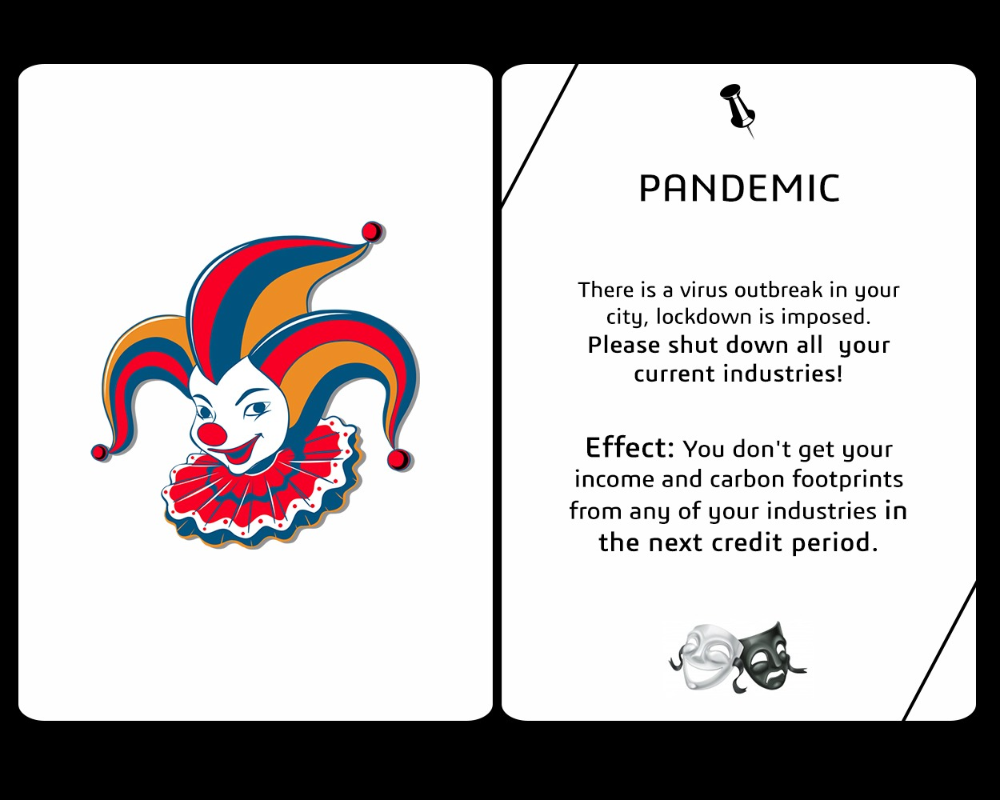 PANDEMIC
There is a virus outbreak in your
city, lockdown is imposed.
Please shut down all  your
current industries!
Effect: You don't get your
income and carbon footprints
from any of your industries in
the next credit period.